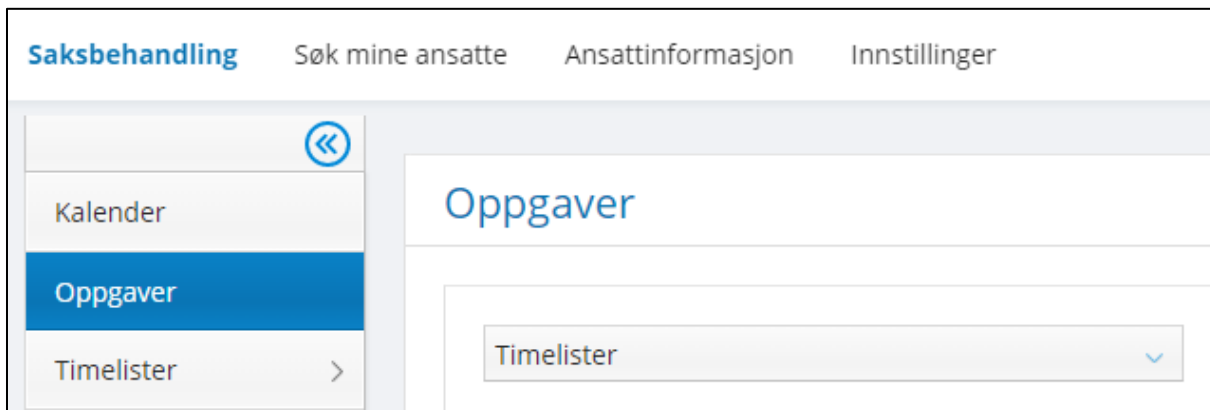 Saksbehandling Søk mine ansatte Ansattinformasjon Innstillinger
Kalender
Oppgaver
Timelister
Oppgaver
Timelister